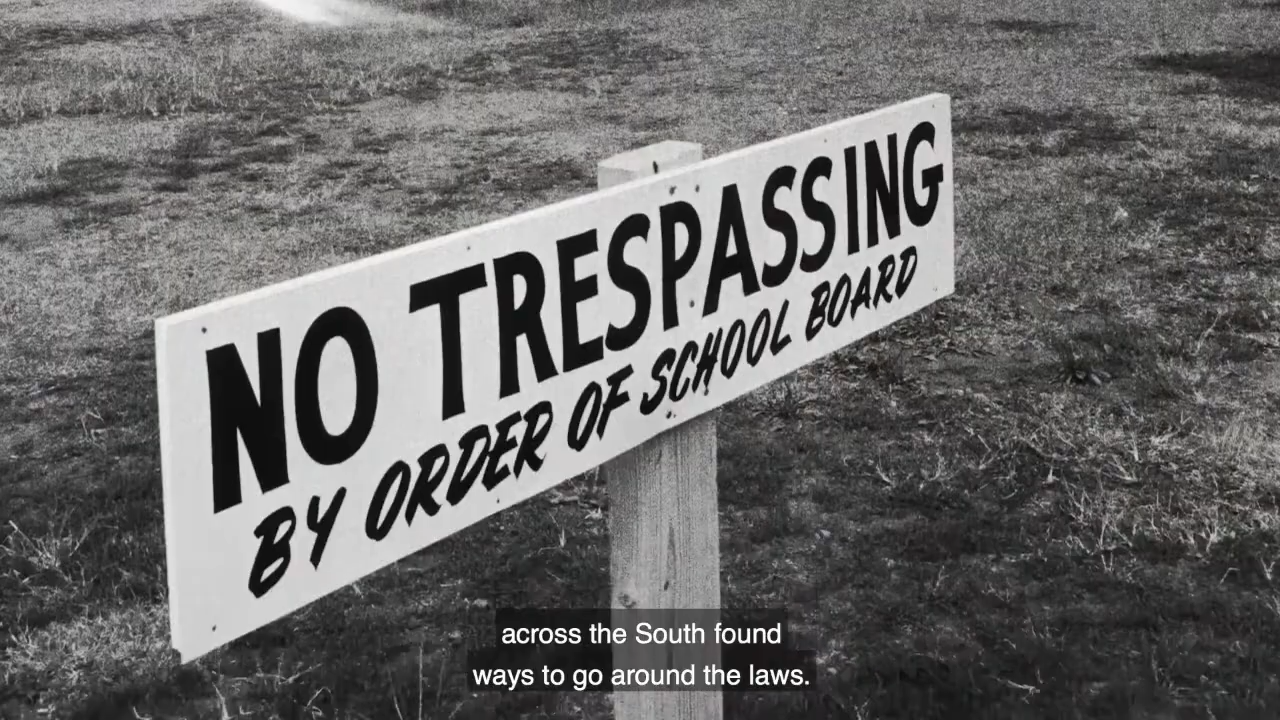 NO TRESPASSING
BY ORDER OF SCHOOL BOARD
across the South found
ways to go around the laws.